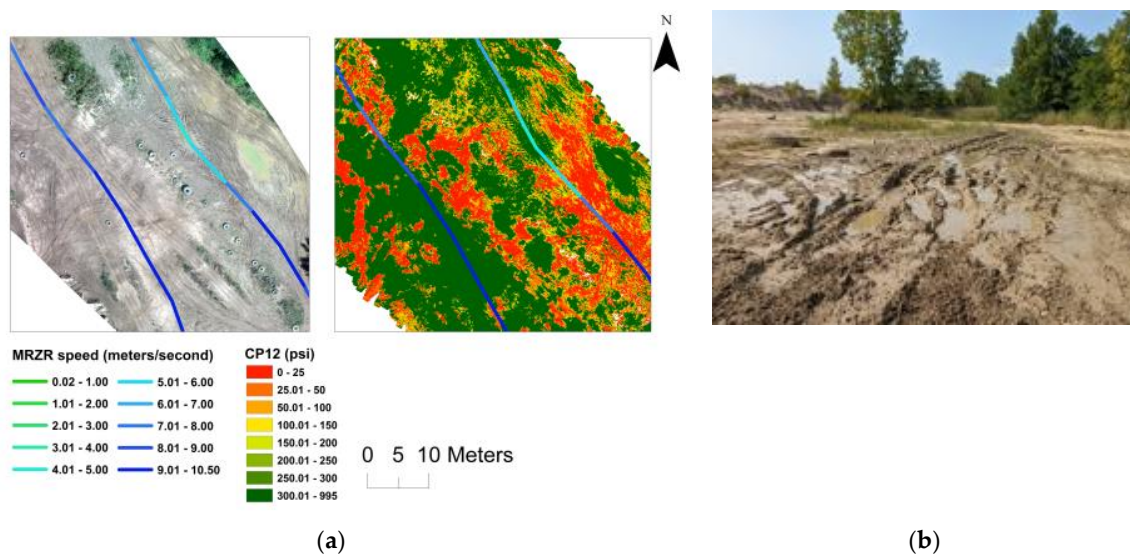 N
MRZR speed (meters/second)
0.02 - 1.00
1.01 - 2.00
2.01 - 3.00
3.01 - 4.00
4.01 - 5.00
5.01 - 6.00
6.01 - 7.00
7.01 - 8.00
8.01 - 9.00
9.01 - 10.50
CP12 (psi)
0 - 25
25.01 - 50
50.01 - 100
100.01 - 150
150.01 - 200
200.01 - 250
250.01 - 300
300.01 - 995
0 5 10 Meters
(a)
(b)